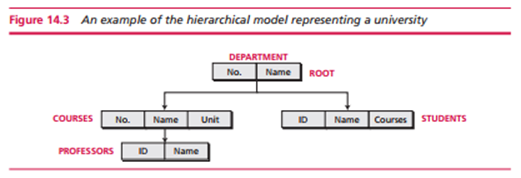 Figure 14.3 An example of the hierarchical model representing a university
DEPARTMENT
No. Name ROOT
COURSES No. Name Unit ID Name Courses STUDENTS
PROFESSORS ID Name